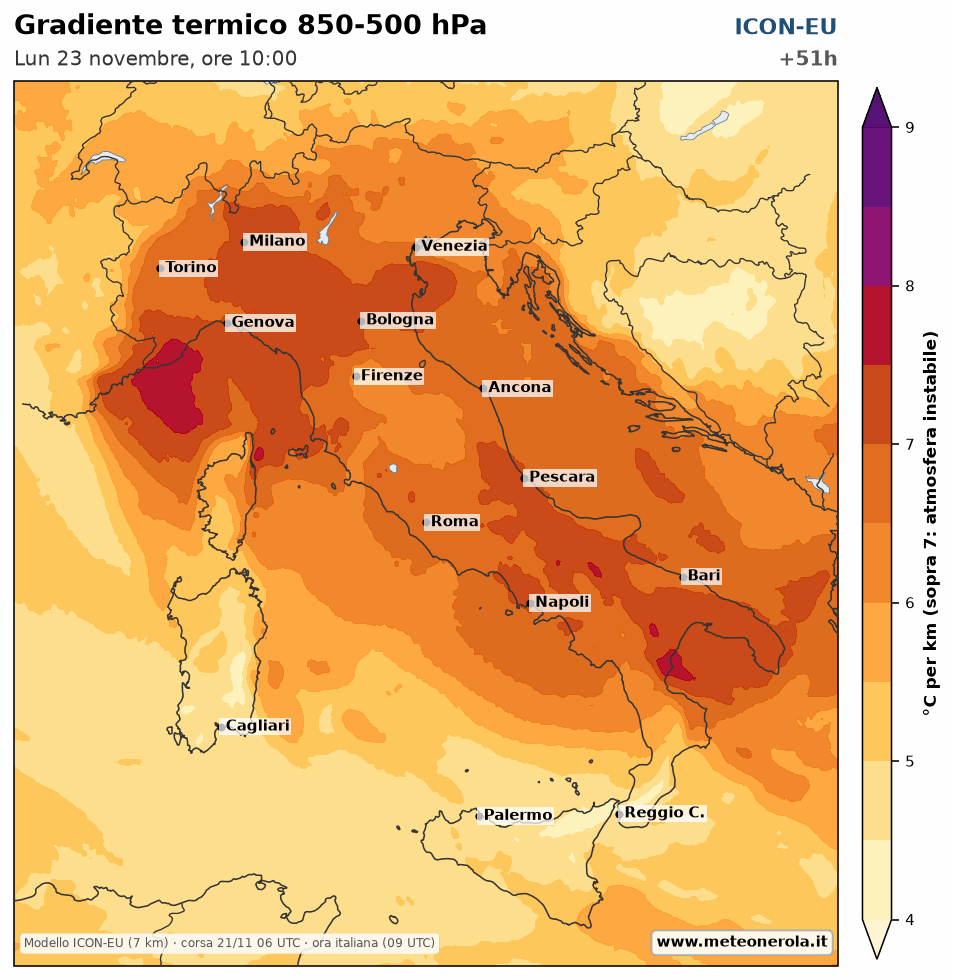 Gradiente termico 850-500 hPa
ICON-EU
Lun 23 novembre, ore 10:00
+51h
Milano
Venezia
Torino
Genova
Bologna
Firenze
Ancona
Pescara
Roma
Bari
Napoli
Cagliari
Palermo
Reggio C.
9
8
7
6
5
4
°C per km (sopra 7: atmosfera instabile)
Modello ICON-EU (7 km) · corsa 21/11 06 UTC · ora italiana (09 UTC)
www.meteonerola.it